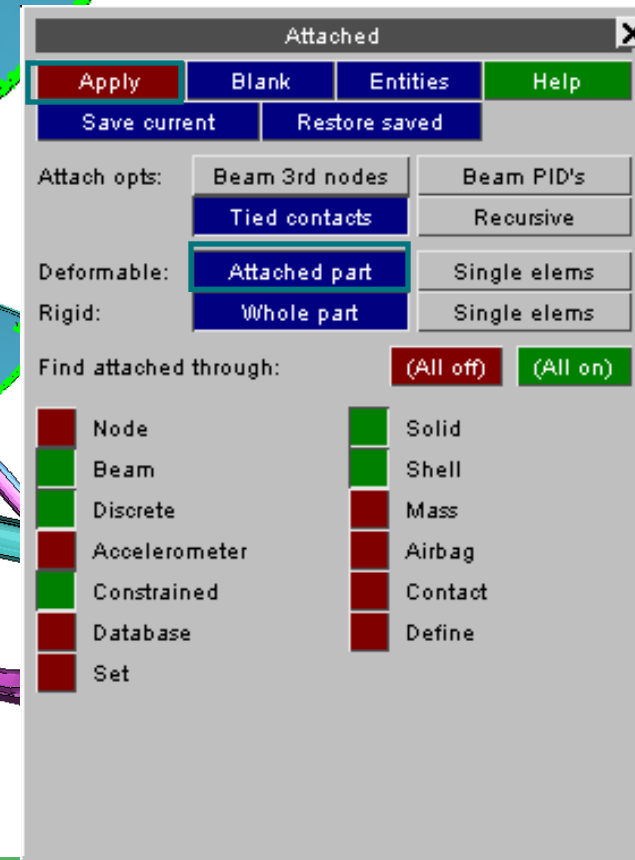 Attached
Apply Blank Entities Help
Save current Restore saved
Attach opts: Beam 3rd nodes Beam PID's
Tied contacts Recursive
Deformable: Attached part Single elems
Rigid: Whole part Single elems
Find attached through: (All off) (All on)
Node Solid
Beam Shell
Discrete Mass
Accelerometer Airbag
Constrained Contact
Database Define
Set